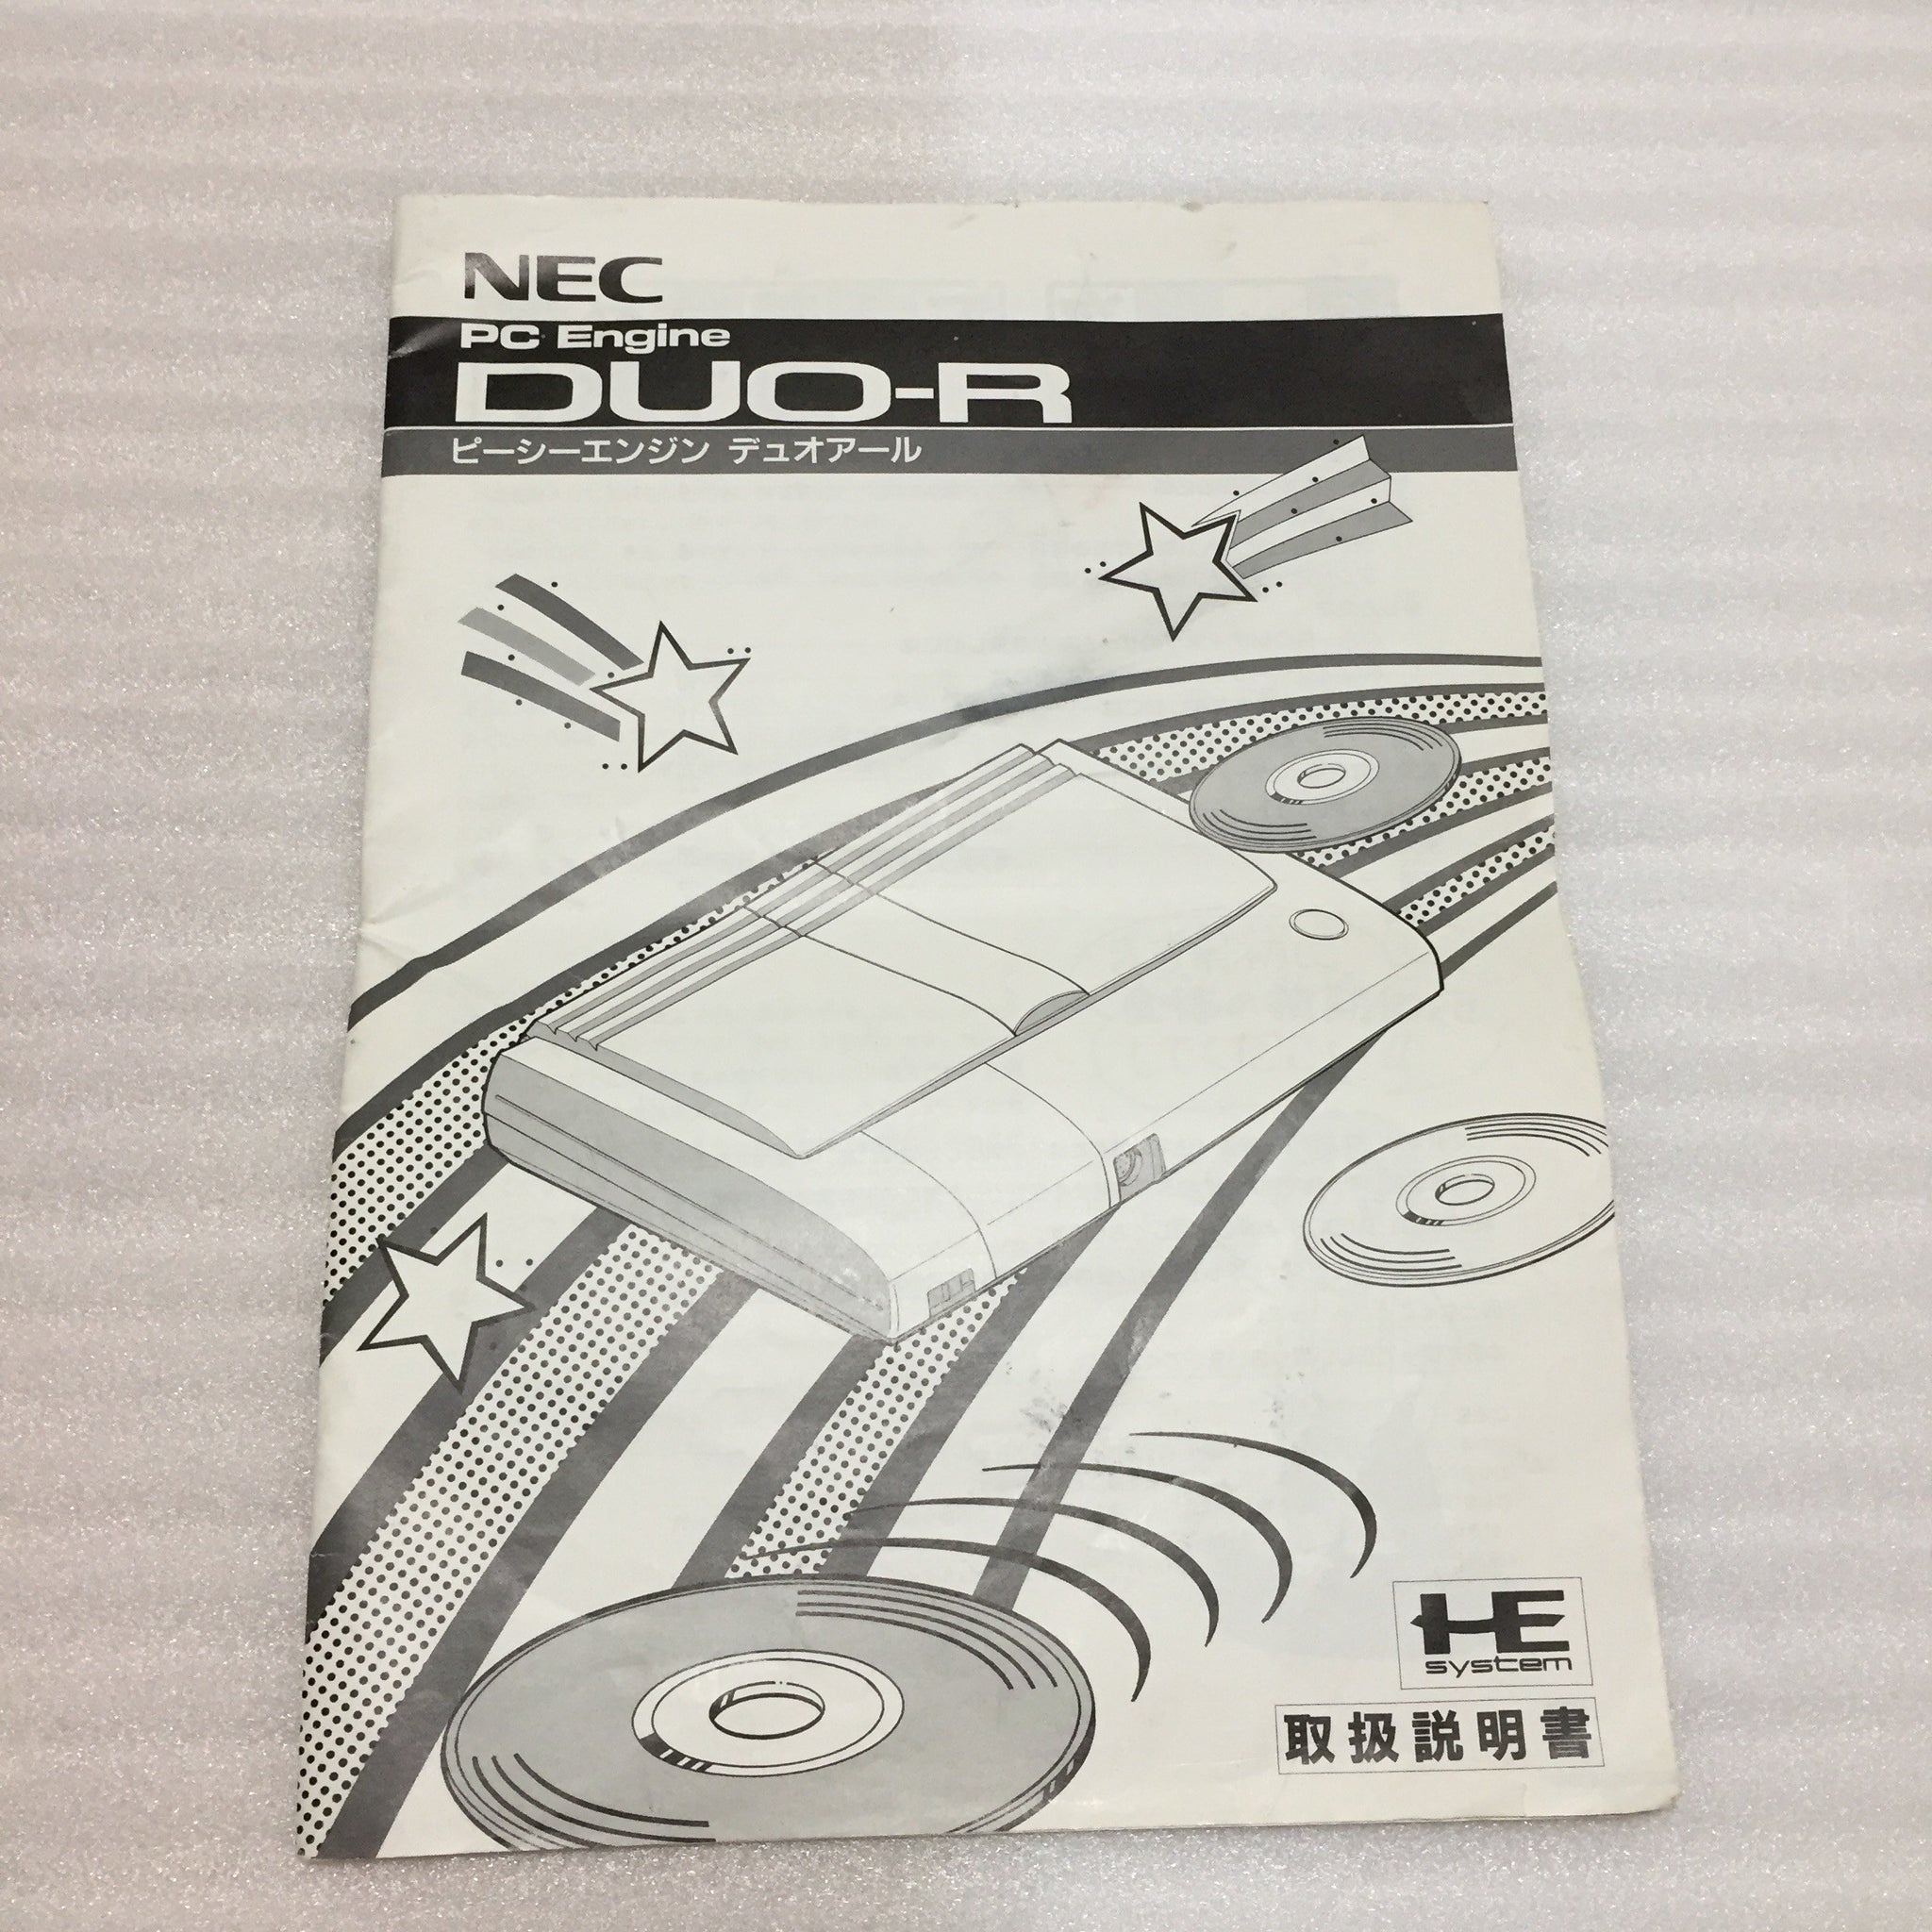 NEC
PC Engine
DUO-R
ピーシーエンジン デュオアール
HE
system
取扱説明書